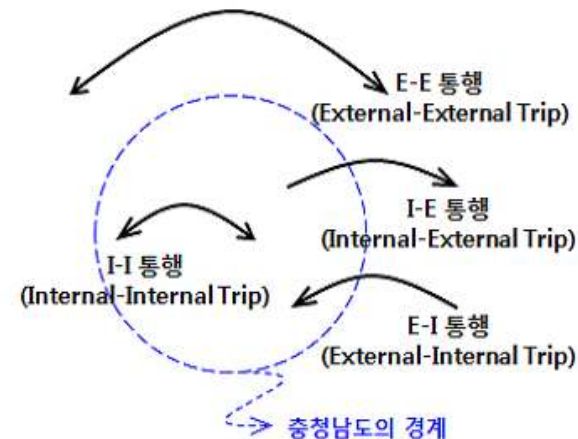 E-E 통행
(External-External Trip)
I-E 통행
(Internal-External Trip)
I-I 통행
(Internal-Internal Trip)
E-I 통행
(External-Internal Trip)
충청남도의 경계